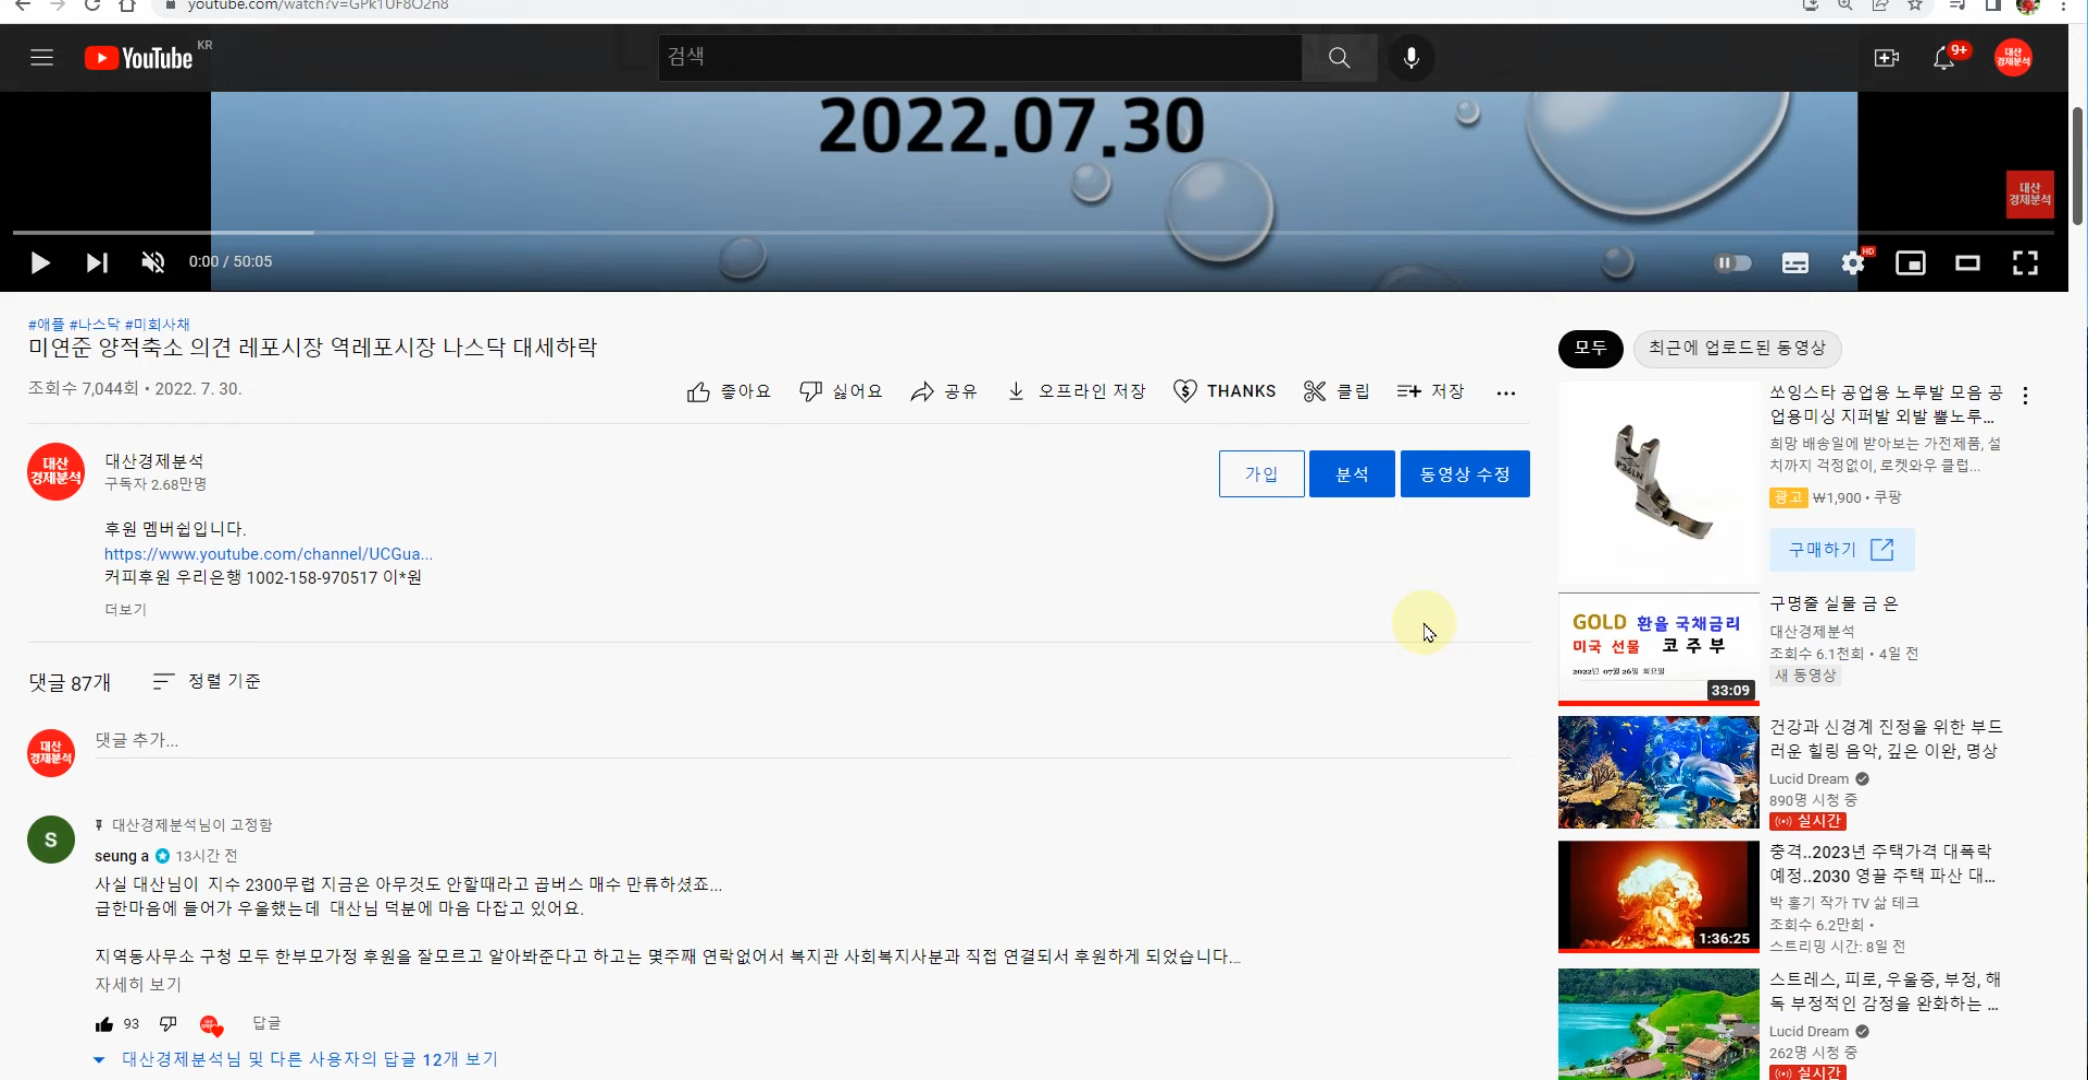 youtube.com/watch?v=GPk1UF8O2n8
YouTube KR
검색
9+
대산
경제분석
2022.07.30
대산
경제분석
0:00 / 50:05
HD
#애플 #나스닥 #미회사채
미연준 양적축소 의견 레포시장 역레포시장 나스닥 대세하락
조회수 7,044회 • 2022. 7. 30.
좋아요 싫어요 공유 오프라인 저장 THANKS 클립 저장
대산
경제분석
대산경제분석
구독자 2.68만명
가입 분석 동영상 수정
후원 멤버쉽입니다.
https://www.youtube.com/channel/UCGua...
커피후원 우리은행 1002-158-970517 이*원
더보기
댓글 87개 정렬 기준
대산
경제분석
댓글 추가...
S
대산경제분석님이 고정함
seung a 13시간 전
사실 대산님이 지수 2300무렵 지금은 아무것도 안할때라고 곱버스 매수 만류하셨죠...
급한마음에 들어가 우울했는데 대산님 덕분에 마음 다잡고 있어요.
지역동사무소 구청 모두 한부모가정 후원을 잘모르고 알아봐준다고 하고는 몇주째 연락없어서 복지관 사회복지사분과 직접 연결되서 후원하게 되었습니다...
자세히 보기
93 답글
대산경제분석님 및 다른 사용자의 답글 12개 보기
모두 최근에 업로드된 동영상
쏘잉스타 공업용 노루발 모음 공
업용미싱 지퍼발 외발 뿔노루...
희망 배송일에 받아보는 가전제품, 설
치까지 걱정없이, 로켓와우 클럽...
광고 ₩1,900 • 쿠팡
구매하기
P36LN
GOLD 환율 국채금리
미국 선물 코주부
2022년 07월 26일 화요일
33:09
구명줄 실물 금 은
대산경제분석
조회수 6.1천회 • 4일 전
새 동영상
건강과 신경계 진정을 위한 부드
러운 힐링 음악, 깊은 이완, 명상
Lucid Dream
890명 시청 중
실시간
1:36:25
충격..2023년 주택가격 대폭락
예정..2030 영끌 주택 파산 대...
박 홍기 작가 TV 삶 테크
조회수 6.2만회 •
스트리밍 시간: 8일 전
스트레스, 피로, 우울증, 부정, 해
독 부정적인 감정을 완화하는 ...
Lucid Dream
262명 시청 중
실시간